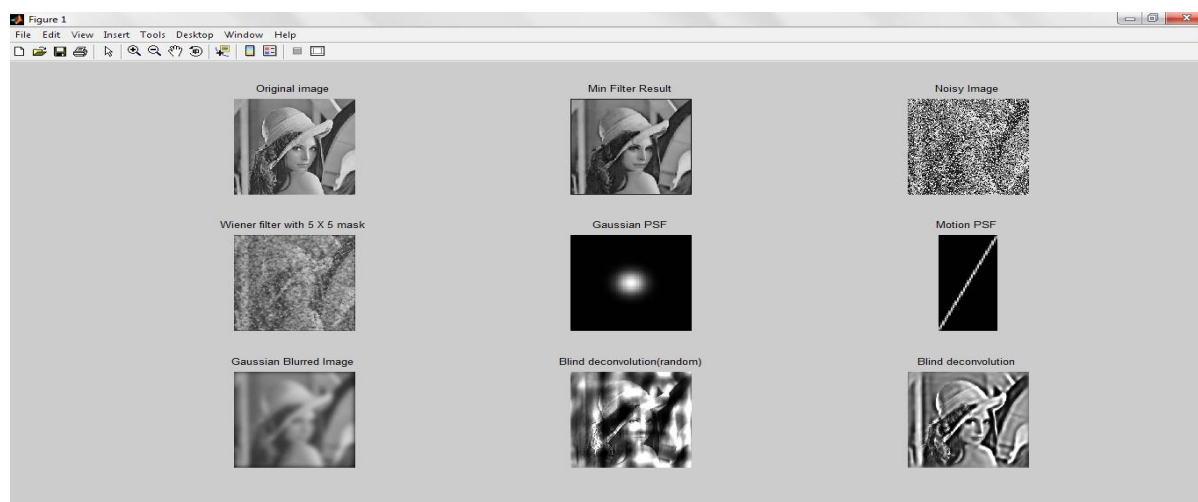 Figure 1
File Edit View Insert Tools Desktop Window Help
Original image
Min Filter Result
Noisy Image
Wiener filter with 5 X 5 mask
Gaussian PSF
Motion PSF
Gaussian Blurred Image
Blind deconvolution(random)
Blind deconvolution